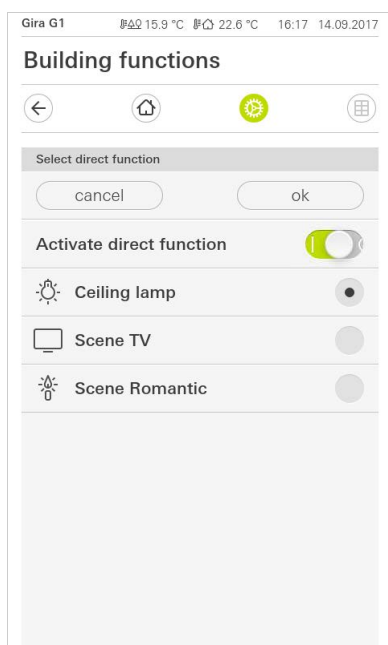 Gira G1 15.9 °C 22.6 °C 16:17 14.09.2017
Building functions
Select direct function
cancel ok
Activate direct function
Ceiling lamp
Scene TV
Scene Romantic